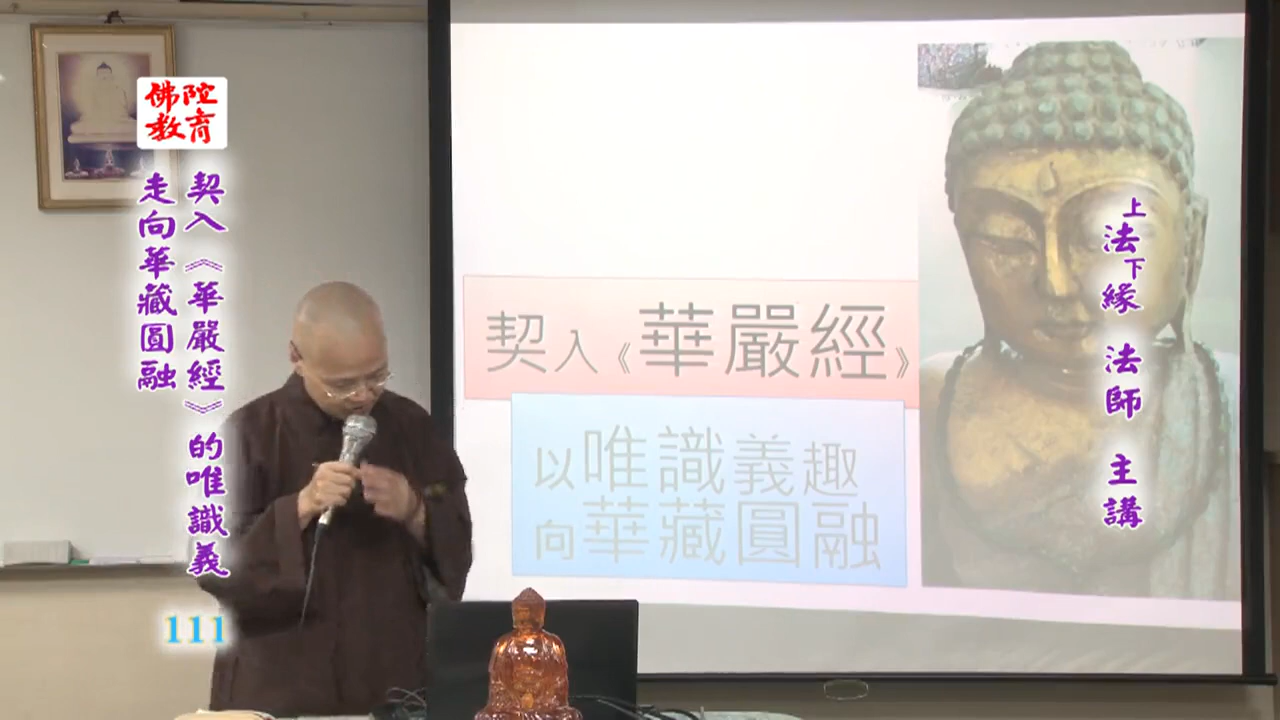 佛陀
教育
契入《華嚴經》的唯識義
走向華藏圓融
111
契入《華嚴經》
以唯識義趣
向華藏圓融
上法下緣 法師 主講